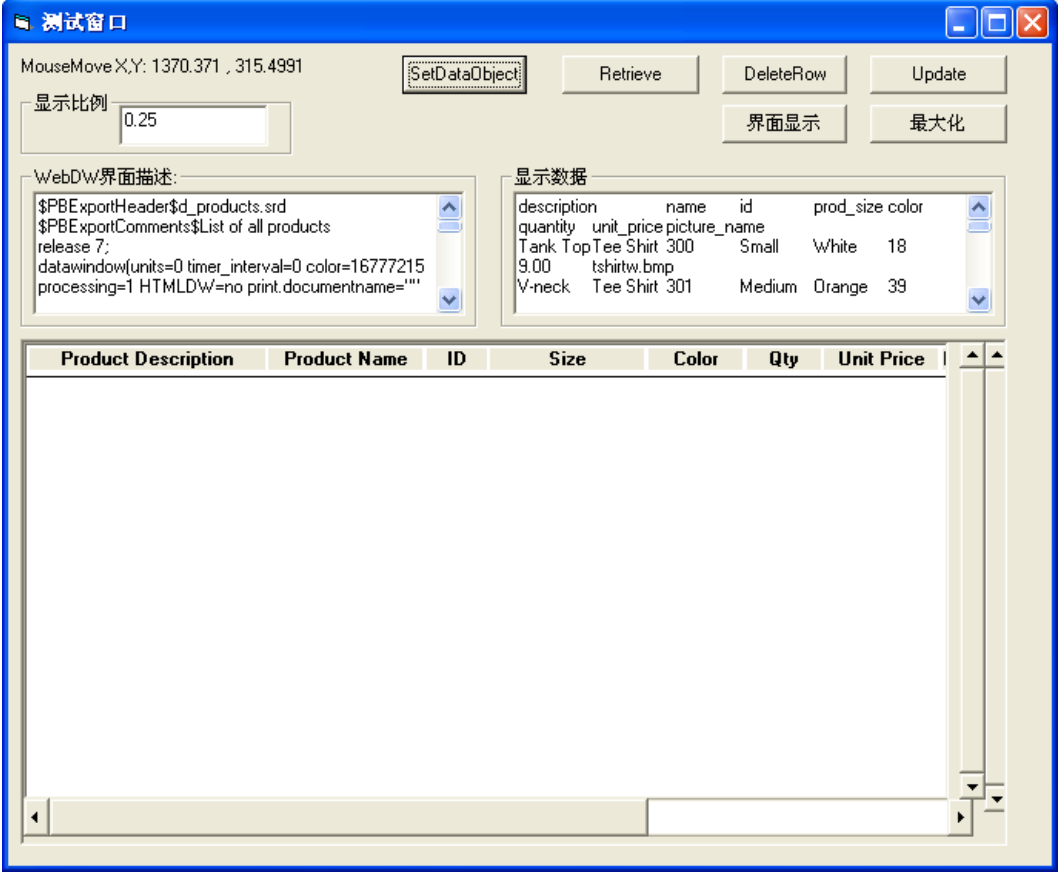 测试窗口
MouseMove X,Y: 1370.371 , 315.4991
SetDataObject
Retrieve
DeleteRow
Update
显示比例
0.25
界面显示
最大化
WebDW界面描述:
$PBExportHeader$d_products.srd
$PBExportComments$List of all products
release 7;
datawindow(units=0 timer_interval=0 color=16777215
processing=1 HTMLDW=no print.documentname=""
显示数据
description name id prod_size color
quantity unit_price picture_name
Tank Top Tee Shirt 300 Small White 18
9.00 tshirtw.bmp
V-neck Tee Shirt 301 Medium Orange 39
Product Description Product Name ID Size Color Qty Unit Price